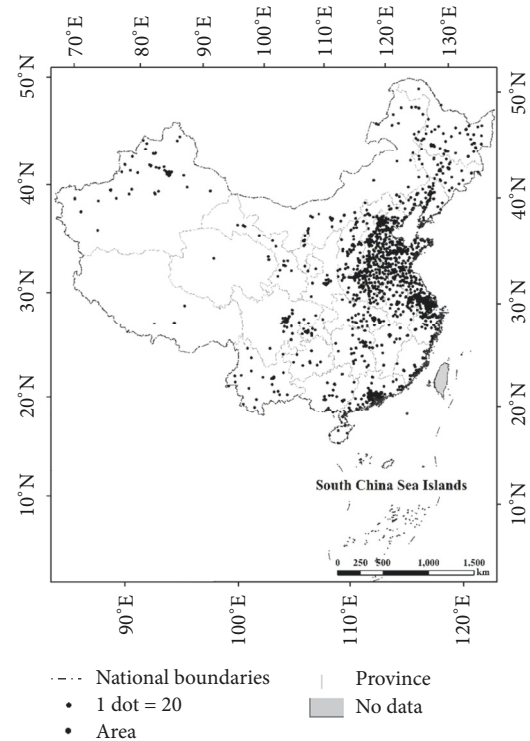 70°E 80°E 90°E 100°E 110°E 120°E 130°E
50°N 50°N
40°N 40°N
30°N 30°N
20°N 20°N
10°N 10°N
South China Sea Islands
0 250 500 1,000 1,500
km
90°E 100°E 110°E 120°E
National boundaries Province
1 dot = 20 No data
Area